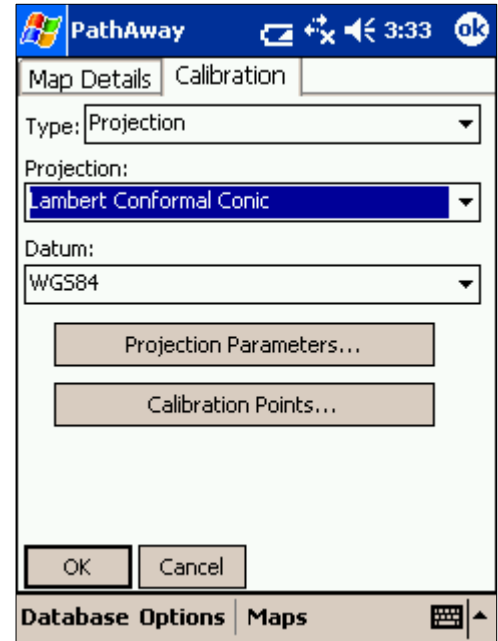 PathAway 3:33 ok
Map Details Calibration
Type: Projection
Projection:
Lambert Conformal Conic
Datum:
WGS84
Projection Parameters...
Calibration Points...
OK Cancel
Database Options Maps